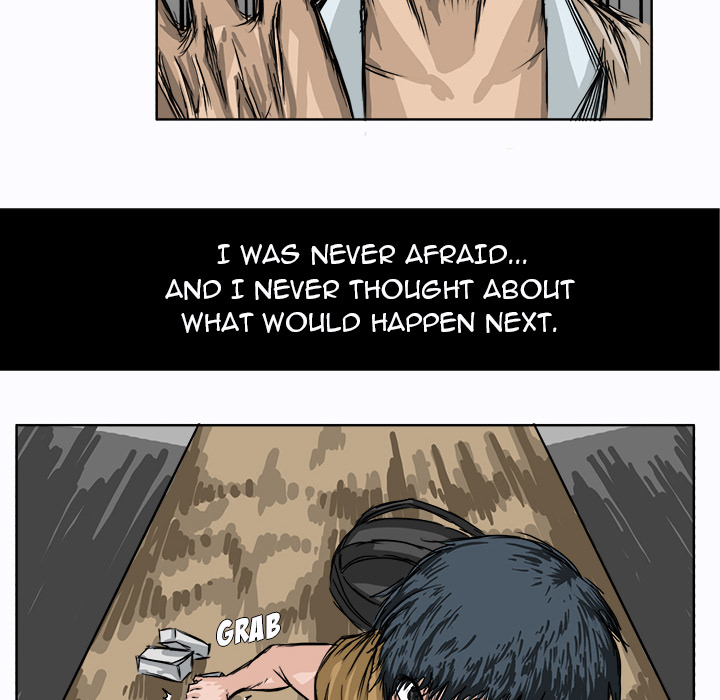 I WAS NEVER AFRAID...
AND I NEVER THOUGHT ABOUT
WHAT WOULD HAPPEN NEXT.
GRAB